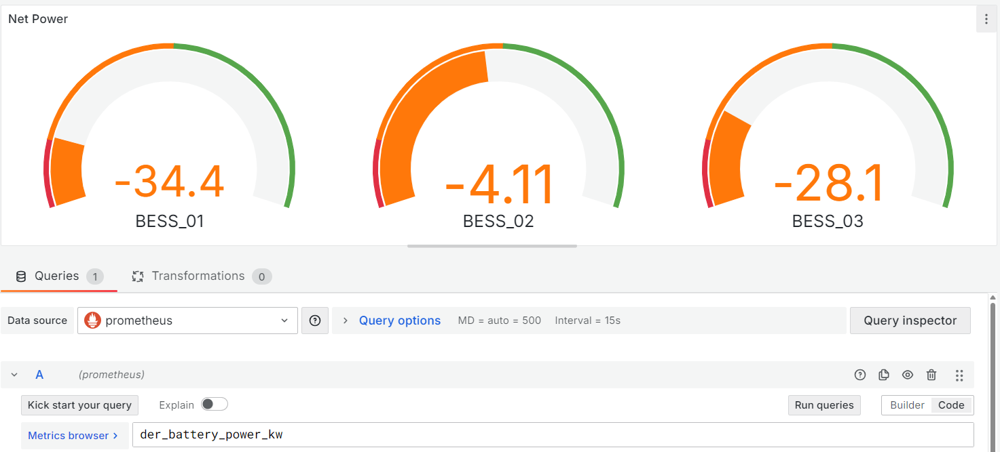 Net Power
-34.4
-4.11
-28.1
BESS_01
BESS_02
BESS_03
Queries 1
Transformations 0
Data source
prometheus
Query options MD = auto = 500 Interval = 15s
Query inspector
A (prometheus)
Kick start your query
Explain
Run queries
Builder Code
Metrics browser >
der_battery_power_kw